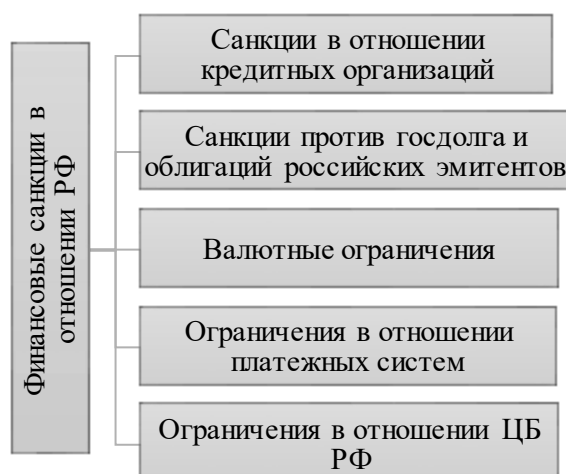 Финансовые санкции в
отношении РФ
Санкции в отношении
кредитных организаций
Санкции против госдолга и
облигаций российских эмитентов
Валютные ограничения
Ограничения в отношении
платежных систем
Ограничения в отношении ЦБ
РФ